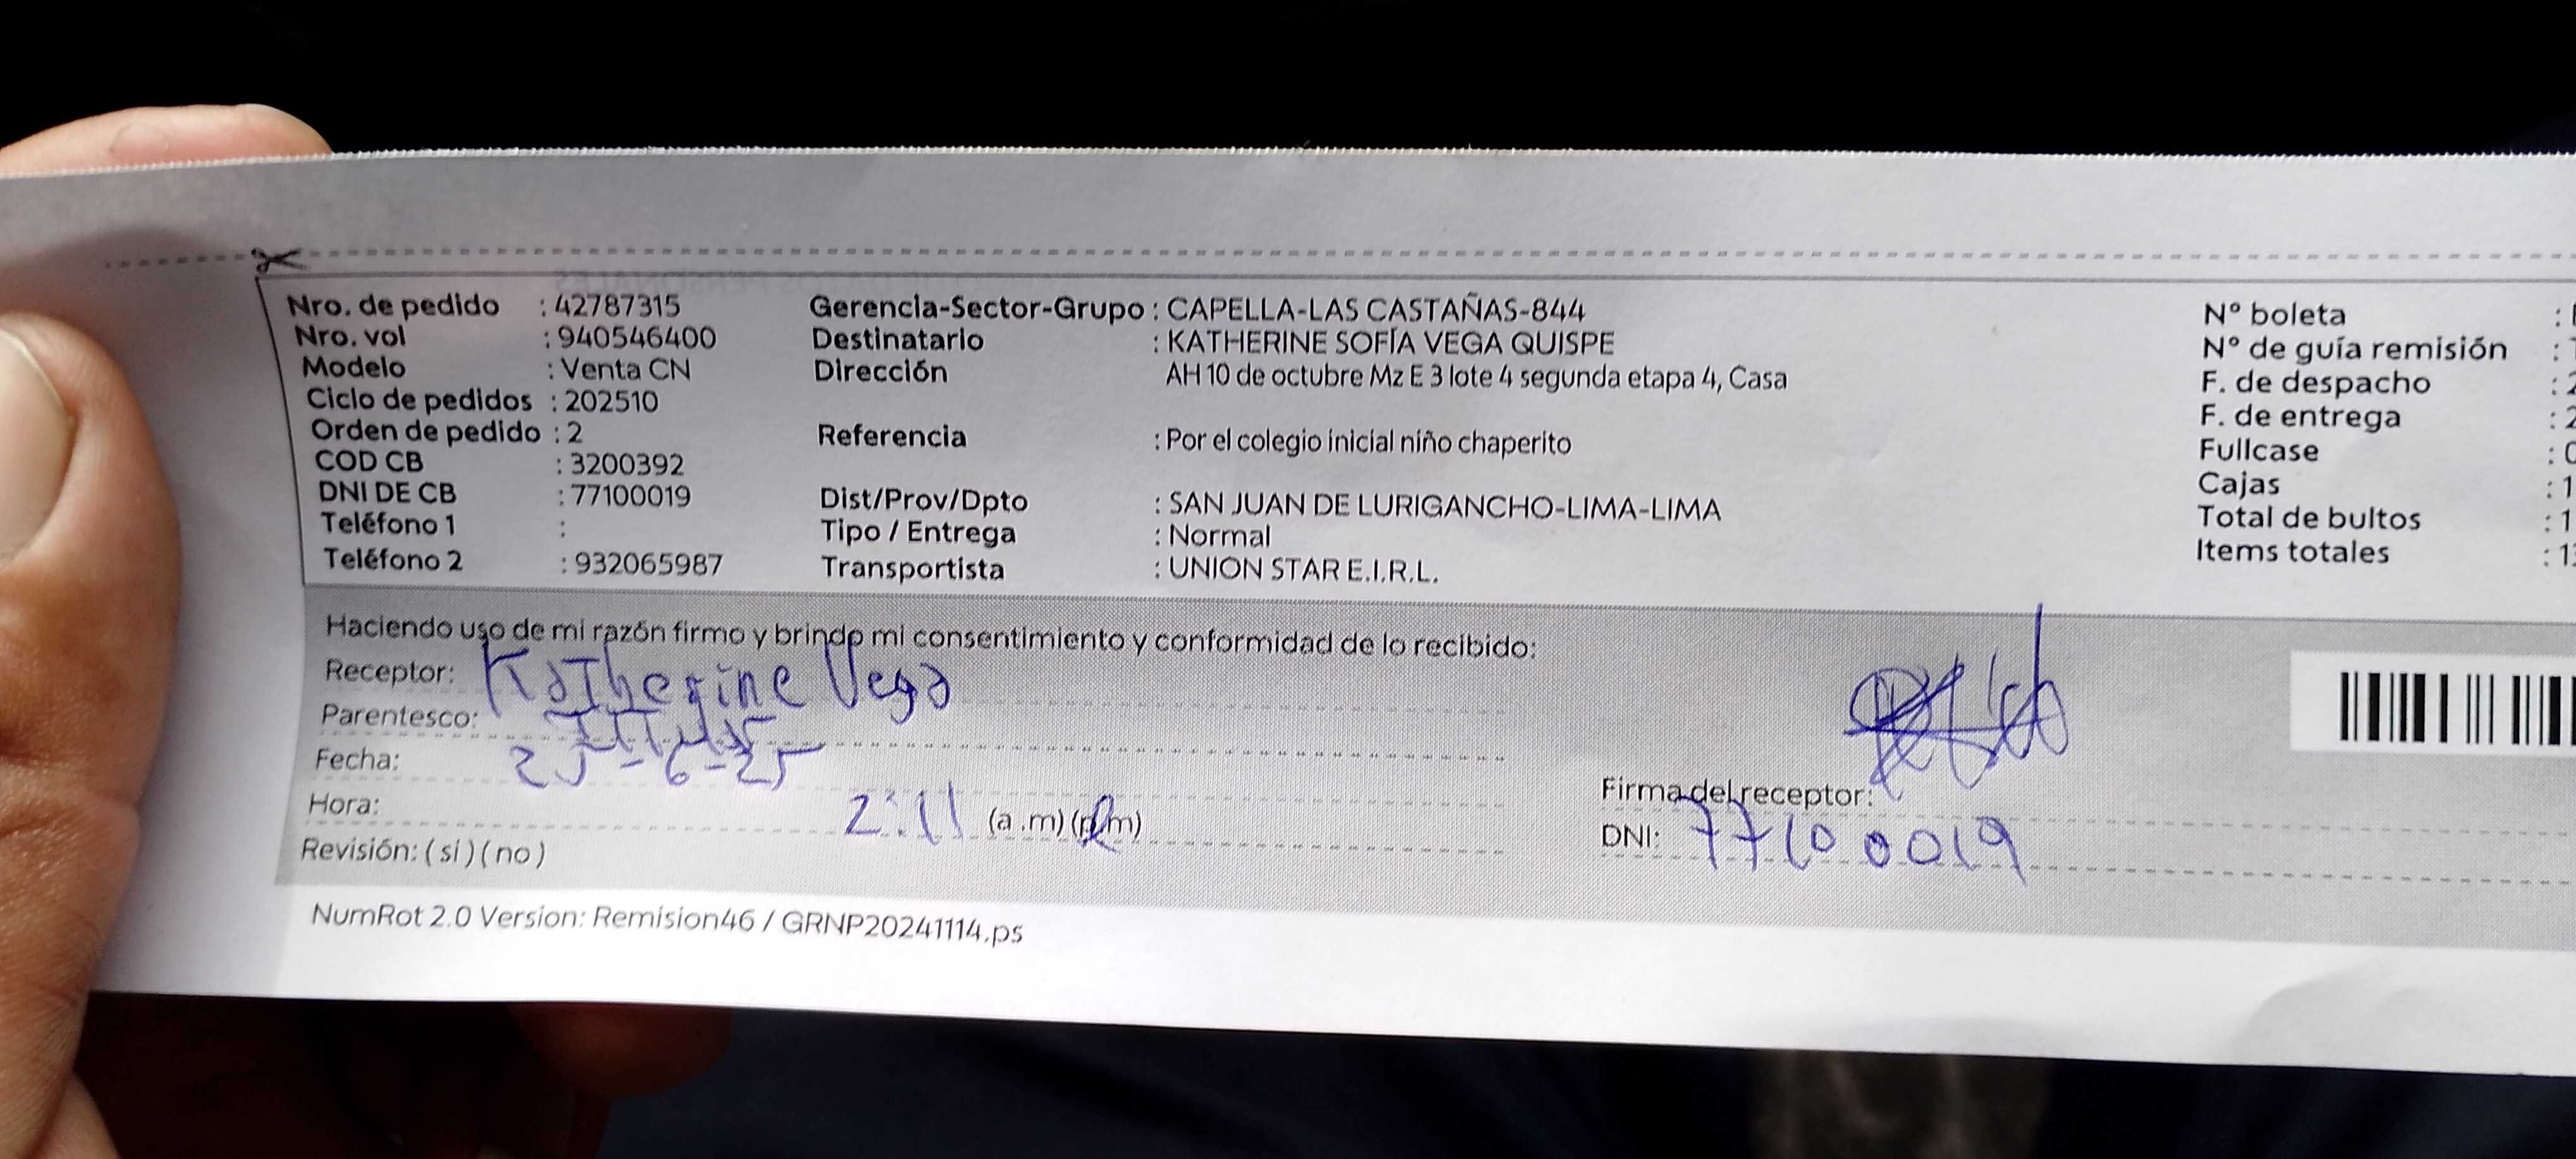 Nro. de pedido : 42787315
Nro. vol : 940546400
Modelo : Venta CN
Ciclo de pedidos : 202510
Orden de pedido : 2
COD CB : 3200392
DNI DE CB : 77100019
Teléfono 1 :
Teléfono 2 : 932065987
Gerencia-Sector-Grupo : CAPELLA-LAS CASTAÑAS-844
Destinatario : KATHERINE SOFÍA VEGA QUISPE
Dirección AH 10 de octubre Mz E 3 lote 4 segunda etapa 4, Casa
Referencia : Por el colegio inicial niño chaperito
Dist/Prov/Dpto : SAN JUAN DE LURIGANCHO-LIMA-LIMA
Tipo / Entrega : Normal
Transportista : UNION STAR E.I.R.L.
N° boleta :
N° de guía remisión :
F. de despacho : 2
F. de entrega : 2
Fullcase :
Cajas : 1
Total de bultos : 1
Items totales : 1
Haciendo uso de mi razón firmo y brindo mi consentimiento y conformidad de lo recibido:
Receptor: Katherine Vega
Parentesco:
Fecha: 25-6-25
Hora: 2:11 (a.m) (p.m)
Revisión: ( si ) ( no )
Firma del receptor:
DNI: 77100019
NumRot 2.0 Version: Remision46 / GRNP20241114.ps